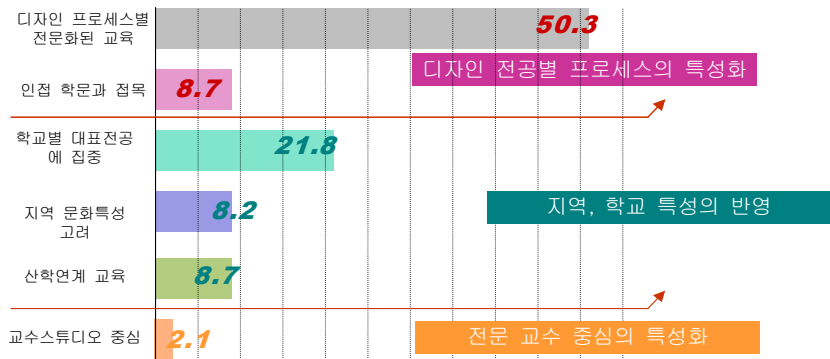 디자인 프로세스별
전문화된 교육
50.3
디자인 전공별 프로세스의 특성화
인접 학문과 접목
8.7
학교별 대표전공
에 집중
21.8
지역 문화특성
고려
8.2
지역, 학교 특성의 반영
산학연계 교육
8.7
교수스튜디오 중심
2.1
전문 교수 중심의 특성화